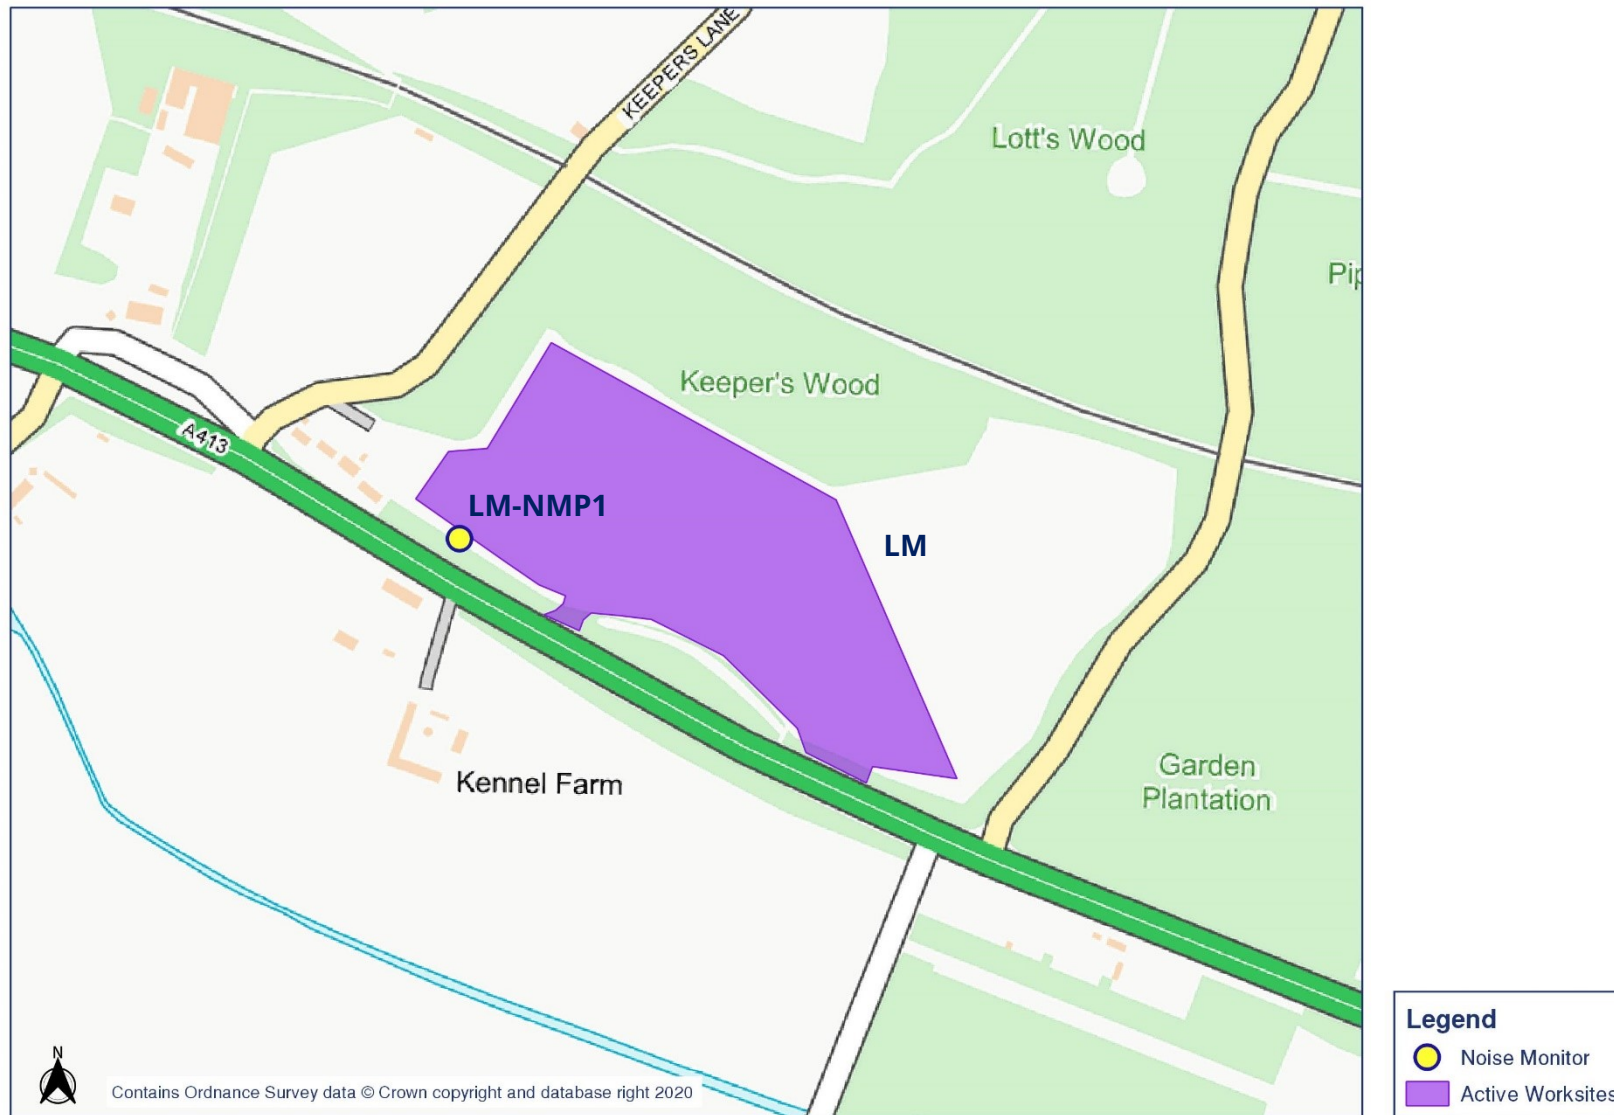 KEEPERS LANE
Lott's Wood
Pip
Keeper's Wood
A413
LM-NMP1
LM
Kennel Farm
Garden
Plantation
N
Contains Ordnance Survey data © Crown copyright and database right 2020
Legend
Noise Monitor
Active Worksites